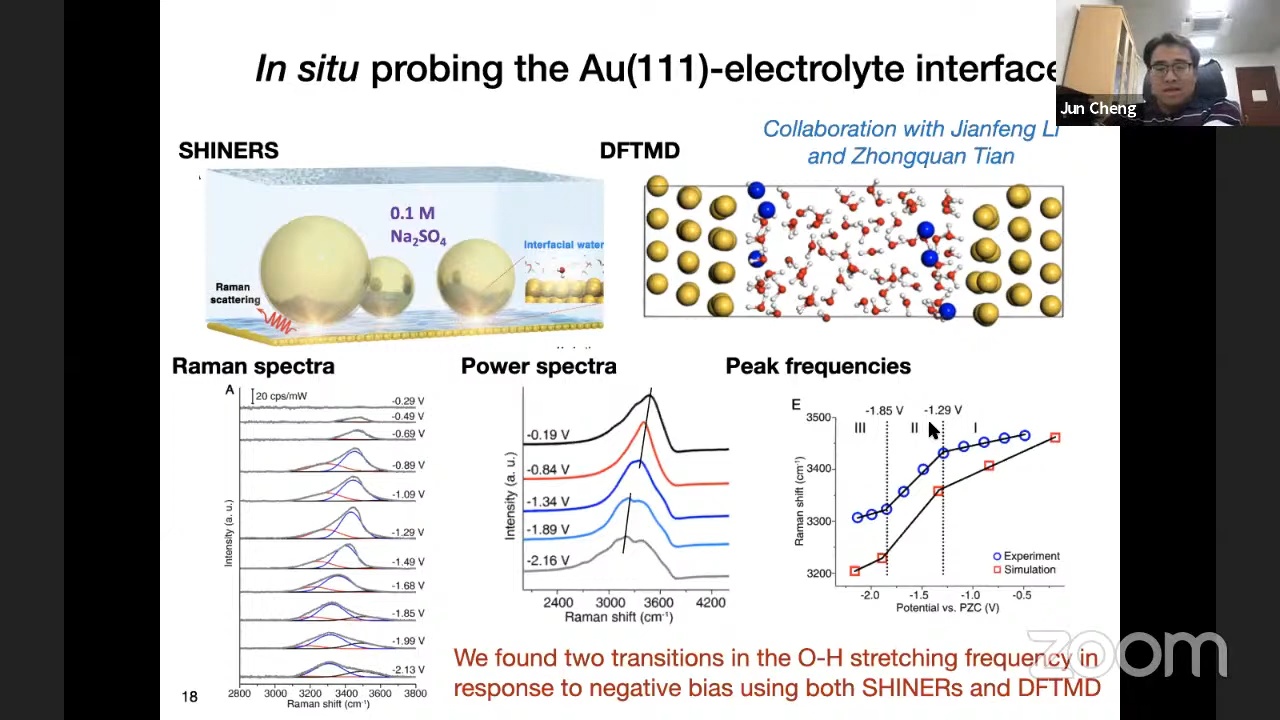 In situ probing the Au(111)-electrolyte interface
Jun Cheng
Collaboration with Jianfeng Li
and Zhongquan Tian
SHINERS
DFTMD
0.1 M
Na₂SO₄
Interfacial water
Raman
scattering
Raman spectra
Power spectra
Peak frequencies
A
20 cps/mW
-0.29 V
-0.49 V
-0.69 V
-0.89 V
-1.09 V
-1.29 V
-1.49 V
-1.68 V
-1.85 V
-1.99 V
-2.13 V
Intensity (a. u.)
2800 3000 3200 3400 3600 3800
Raman shift (cm⁻¹)
-0.19 V
-0.84 V
-1.34 V
-1.89 V
-2.16 V
Intensity (a. u.)
2400 3000 3600 4200
Raman shift (cm⁻¹)
E
-1.85 V -1.29 V
III II I
3500
3400
3300
3200
Raman shift (cm⁻¹)
Experiment
Simulation
-2.0 -1.5 -1.0 -0.5
Potential vs. PZC (V)
We found two transitions in the O-H stretching frequency in
response to negative bias using both SHINERs and DFTMD
18
zoom